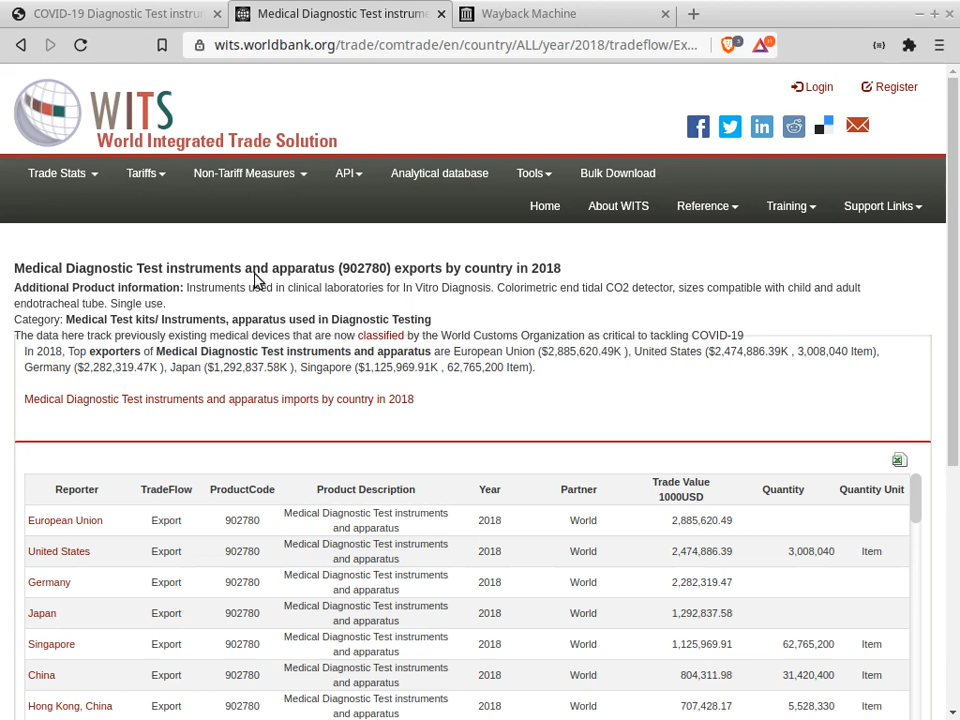 COVID-19 Diagnostic Test instrum
Medical Diagnostic Test instrume
Wayback Machine
wits.worldbank.org/trade/comtrade/en/country/ALL/year/2018/tradeflow/Ex...
Login
Register
WITS
World Integrated Trade Solution
Trade Stats Tariffs Non-Tariff Measures API Analytical database Tools Bulk Download
Home About WITS Reference Training Support Links
Medical Diagnostic Test instruments and apparatus (902780) exports by country in 2018
Additional Product information: Instruments used in clinical laboratories for In Vitro Diagnosis. Colorimetric end tidal CO2 detector, sizes compatible with child and adult
endotracheal tube. Single use.
Category: Medical Test kits/ Instruments, apparatus used in Diagnostic Testing
The data here track previously existing medical devices that are now classified by the World Customs Organization as critical to tackling COVID-19
In 2018, Top exporters of Medical Diagnostic Test instruments and apparatus are European Union ($2,885,620.49K ), United States ($2,474,886.39K , 3,008,040 Item),
Germany ($2,282,319.47K ), Japan ($1,292,837.58K ), Singapore ($1,125,969.91K , 62,765,200 Item).
Medical Diagnostic Test instruments and apparatus imports by country in 2018
Reporter TradeFlow ProductCode Product Description Year Partner Trade Value 1000USD Quantity Quantity Unit
European Union Export 902780 Medical Diagnostic Test instruments and apparatus 2018 World 2,885,620.49
United States Export 902780 Medical Diagnostic Test instruments and apparatus 2018 World 2,474,886.39 3,008,040 Item
Germany Export 902780 Medical Diagnostic Test instruments and apparatus 2018 World 2,282,319.47
Japan Export 902780 Medical Diagnostic Test instruments and apparatus 2018 World 1,292,837.58
Singapore Export 902780 Medical Diagnostic Test instruments and apparatus 2018 World 1,125,969.91 62,765,200 Item
China Export 902780 Medical Diagnostic Test instruments and apparatus 2018 World 804,311.98 31,420,400 Item
Hong Kong, China Export 902780 Medical Diagnostic Test instruments and apparatus 2018 World 707,428.17 5,528,330 Item